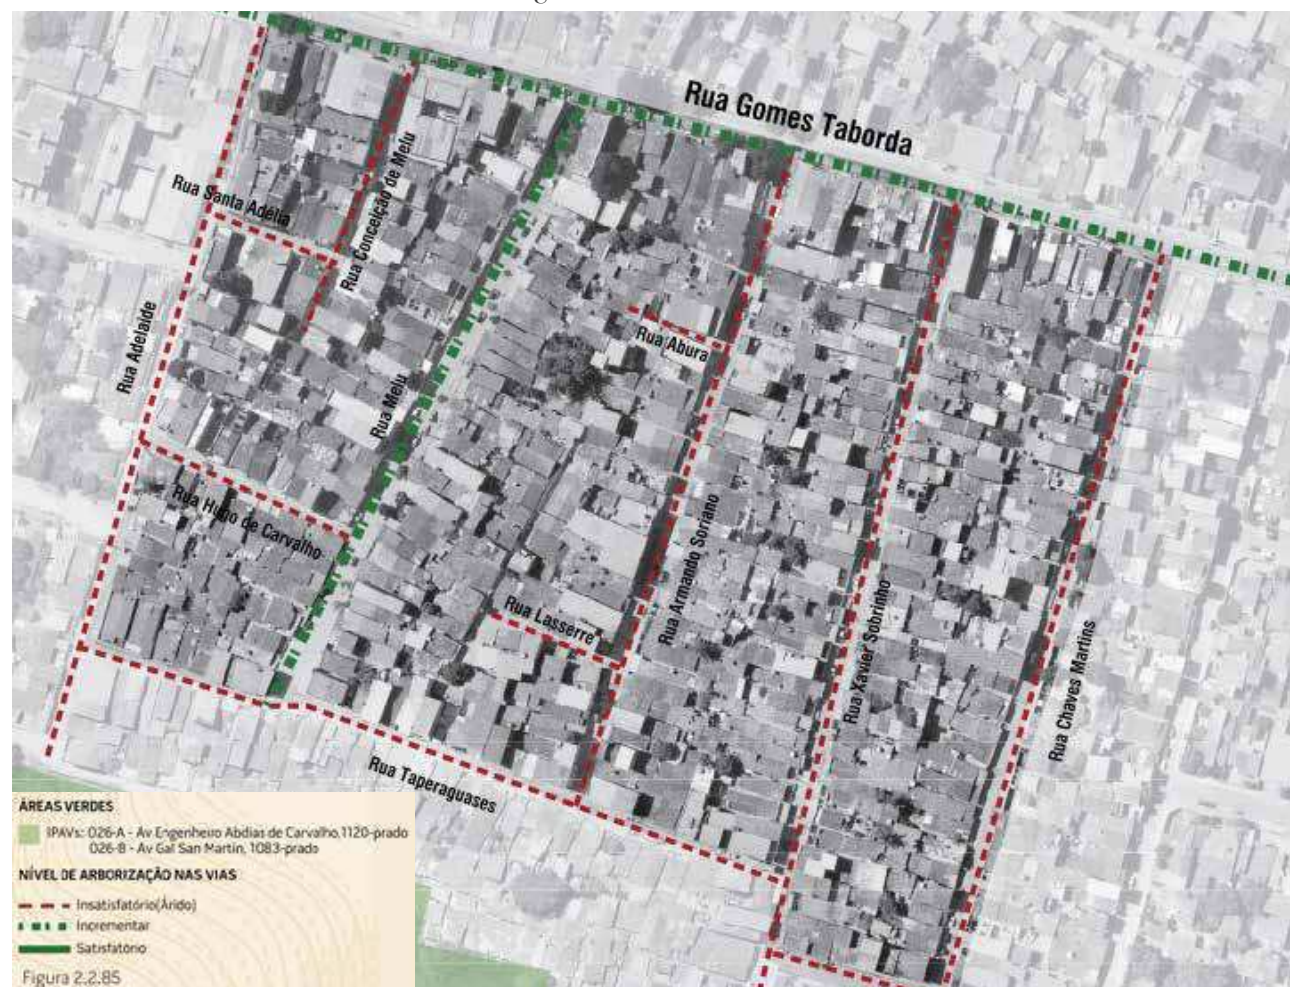 Rua Gomes Taborda
Rua Santa Adélia
Rua Conceição de Melu
Rua Adelaide
Rua Abura
Rua Melu
Rua Hugo de Carvalho
Rua Armando Soriano
Rua Lasserre
Rua Xavier Sobrinho
Rua Chaves Martins
Rua Taperaguases
ÁREAS VERDES
IPAVs: 026-A - Av Engenheiro Abdias de Carvalho,1120-prado
026-B - Av Gal San Martin, 1083-prado
NÍVEL DE ARBORIZAÇÃO NAS VIAS
Insatisfatório(Árido)
Incrementar
Satisfatório
Figura 2.2.85